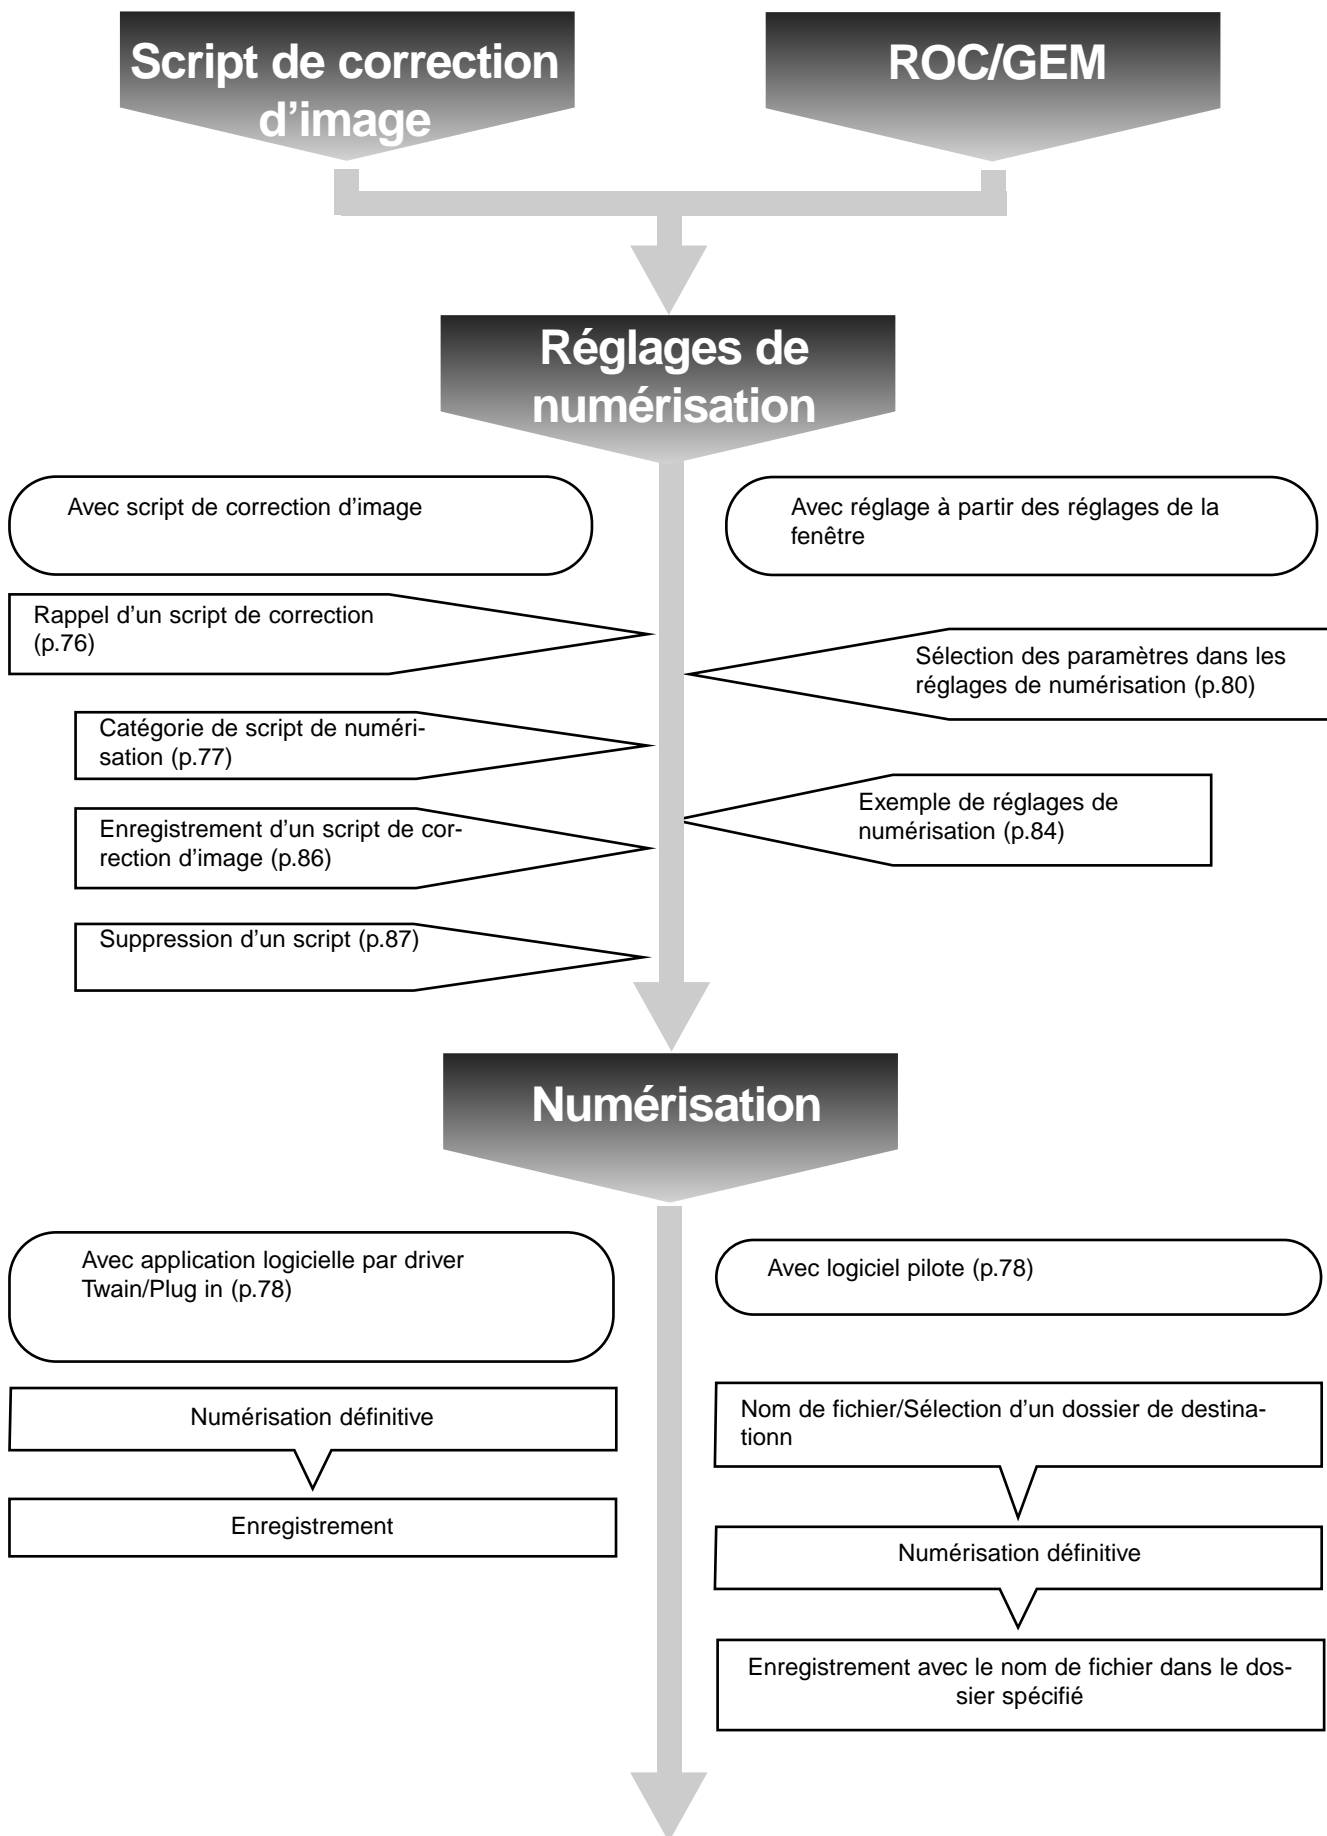 Script de correction
d’image
ROC/GEM
Réglages de
numérisation
Avec script de correction d’image
Avec réglage à partir des réglages de la
fenêtre
Rappel d’un script de correction
(p.76)
Sélection des paramètres dans les
réglages de numérisation (p.80)
Catégorie de script de numéri-
sation (p.77)
Exemple de réglages de
numérisation (p.84)
Enregistrement d’un script de cor-
rection d’image (p.86)
Suppression d’un script (p.87)
Numérisation
Avec application logicielle par driver
Twain/Plug in (p.78)
Avec logiciel pilote (p.78)
Numérisation définitive
Enregistrement
Nom de fichier/Sélection d’un dossier de destina-
tionn
Numérisation définitive
Enregistrement avec le nom de fichier dans le dos-
sier spécifié